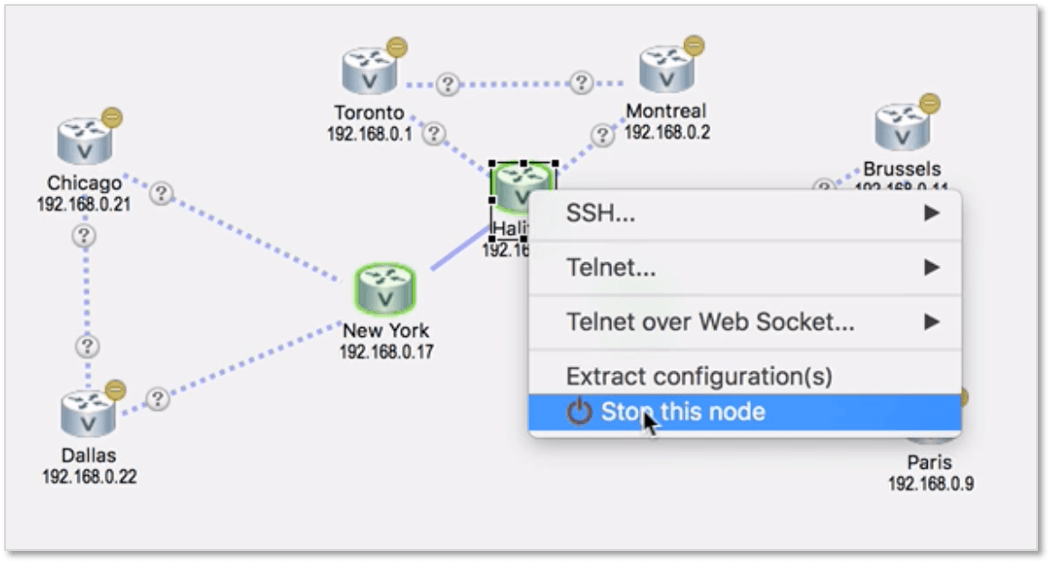 Toronto
192.168.0.1
Montreal
192.168.0.2
Chicago
192.168.0.21
Brussels
SSH...
Telnet...
Telnet over Web Socket...
Extract configuration(s)
Stop this node
New York
192.168.0.17
Dallas
192.168.0.22
Paris
192.168.0.9
V
V
V
V
V
V
V
?
?
?
?
?
?
?
?
?